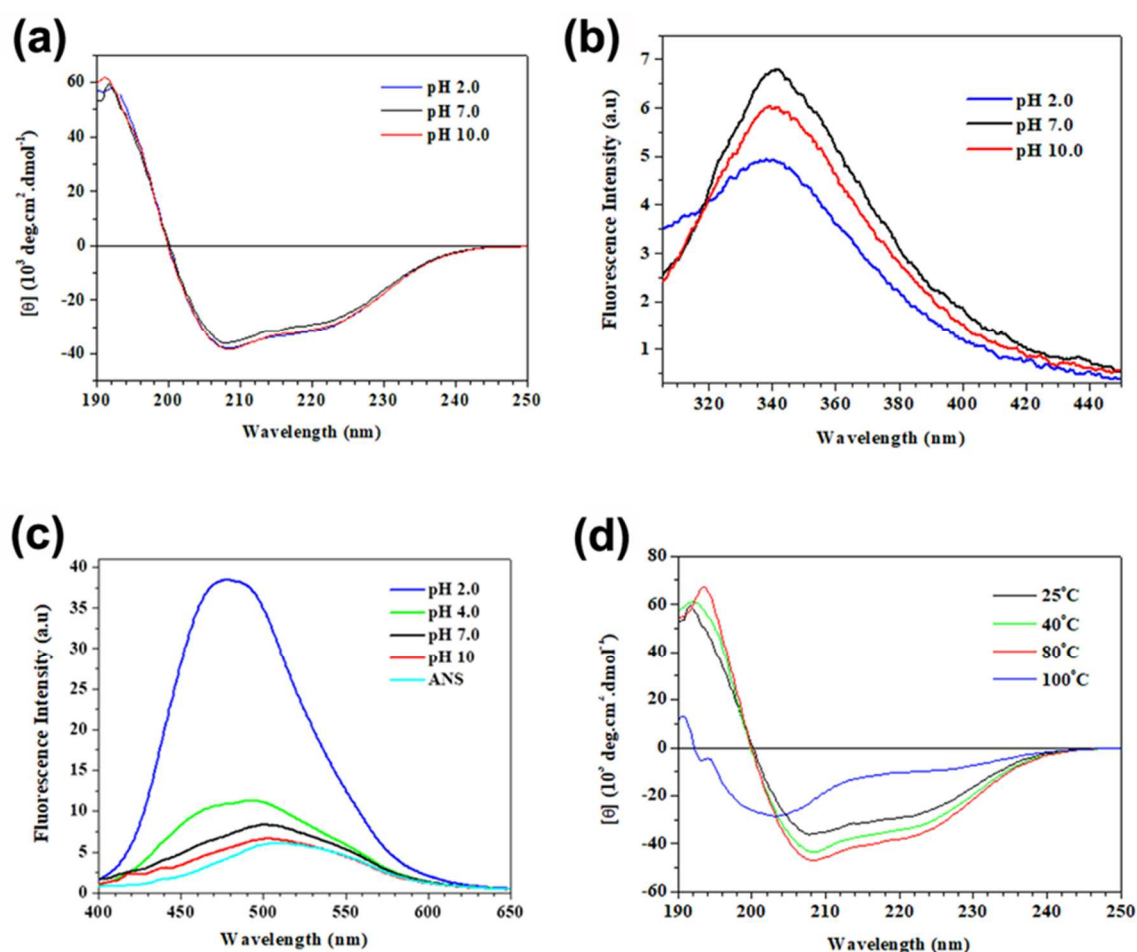 (a)
60
40
20
0
-20
-40
190 200 210 220 230 240 250
[θ] (10³ deg.cm².dmol⁻¹)
Wavelength (nm)
pH 2.0
pH 7.0
pH 10.0
(b)
7
6
5
4
3
2
1
320 340 360 380 400 420 440
Fluorescence Intensity (a.u)
Wavelength (nm)
pH 2.0
pH 7.0
pH 10.0
(c)
40
35
30
25
20
15
10
5
0
400 450 500 550 600 650
Fluorescence Intensity (a.u)
Wavelength (nm)
pH 2.0
pH 4.0
pH 7.0
pH 10
ANS
(d)
80
60
40
20
0
-20
-40
-60
190 200 210 220 230 240 250
[θ] (10³ deg.cm².dmol⁻¹)
Wavelength (nm)
25°C
40°C
80°C
100°C